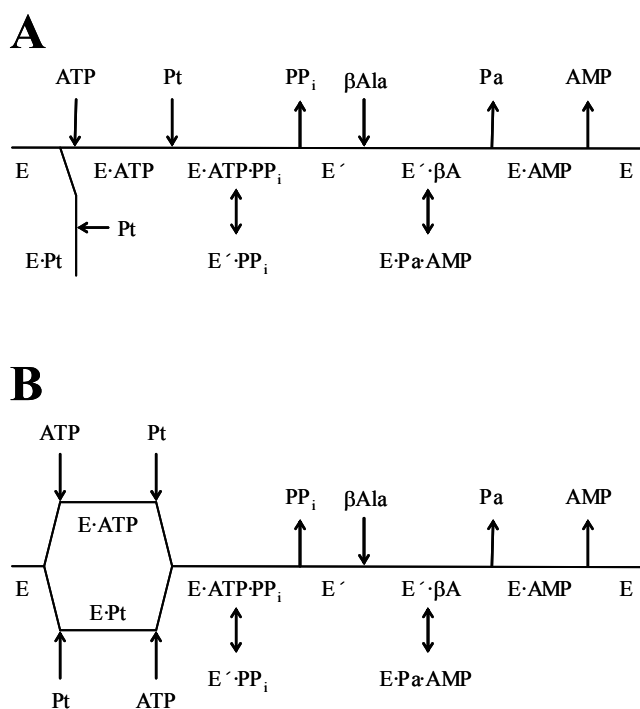 A
ATP Pt PPi βAla Pa AMP
E E·ATP E·ATP·PPi E´ E´·βA E·AMP E
Pt
E·Pt E´·PPi E·Pa·AMP
B
ATP Pt
PPi βAla Pa AMP
E·ATP
E E·ATP·PPi E´ E´·βA E·AMP E
E·Pt
E´·PPi E·Pa·AMP
Pt ATP